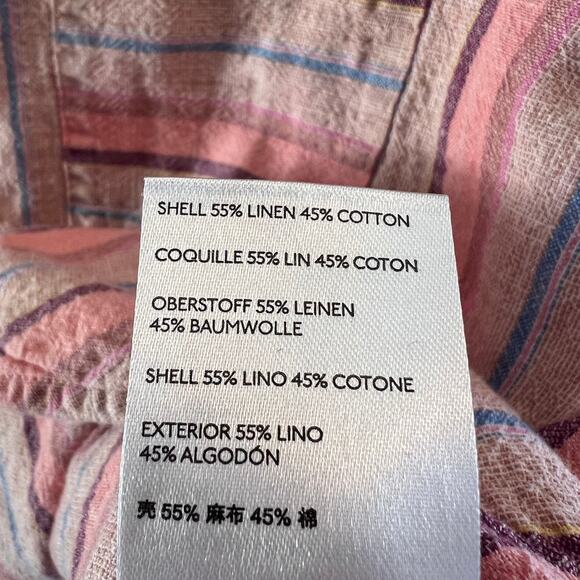 SHELL 55% LINEN 45% COTTON
COQUILLE 55% LIN 45% COTON
OBERSTOFF 55% LEINEN
45% BAUMWOLLE
SHELL 55% LINO 45% COTONE
EXTERIOR 55% LINO
45% ALGODÓN
壳 55% 麻布 45% 棉